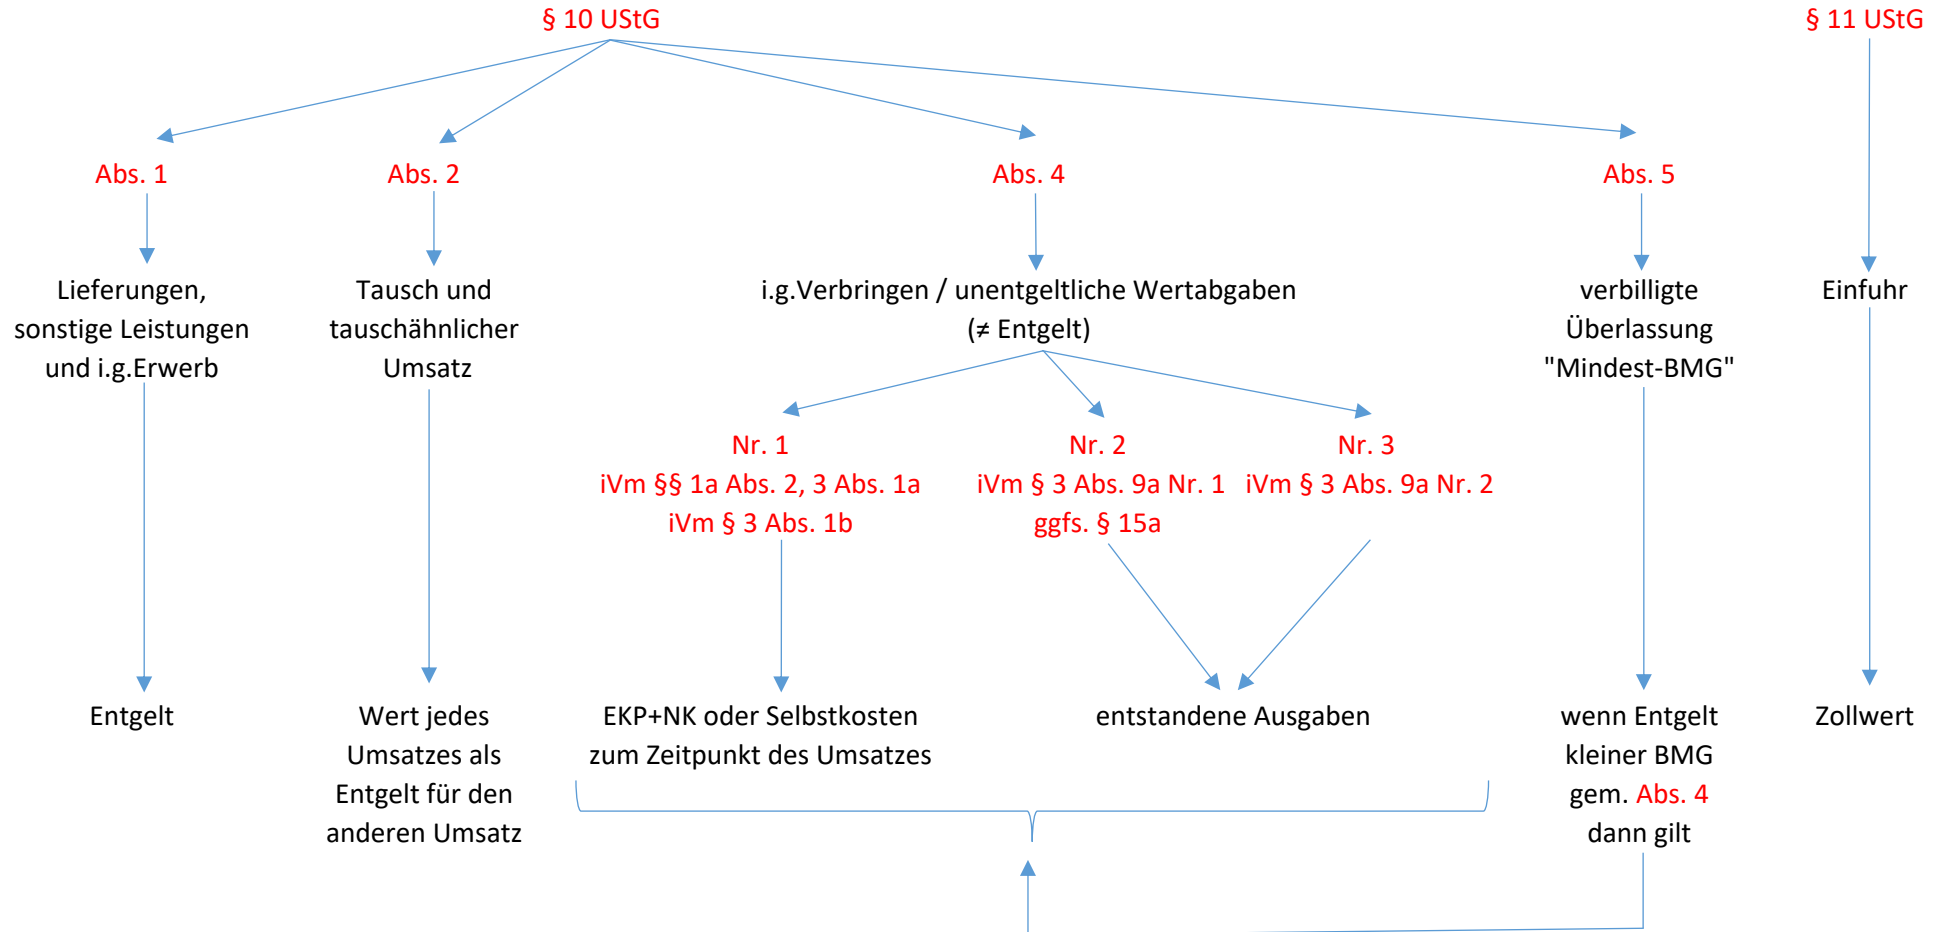 § 10 UStG
§ 11 UStG
Abs. 1
Abs. 2
Abs. 4
Abs. 5
Lieferungen,
sonstige Leistungen
und i.g.Erwerb
Tausch und
tauschähnlicher
Umsatz
i.g.Verbringen / unentgeltliche Wertabgaben
(≠ Entgelt)
verbilligte
Überlassung
"Mindest-BMG"
Einfuhr
Nr. 1
iVm §§ 1a Abs. 2, 3 Abs. 1a
iVm § 3 Abs. 1b
Nr. 2
iVm § 3 Abs. 9a Nr. 1
ggfs. § 15a
Nr. 3
iVm § 3 Abs. 9a Nr. 2
Entgelt
Wert jedes
Umsatzes als
Entgelt für den
anderen Umsatz
EKP+NK oder Selbstkosten
zum Zeitpunkt des Umsatzes
entstandene Ausgaben
wenn Entgelt
kleiner BMG
gem. Abs. 4
dann gilt
Zollwert